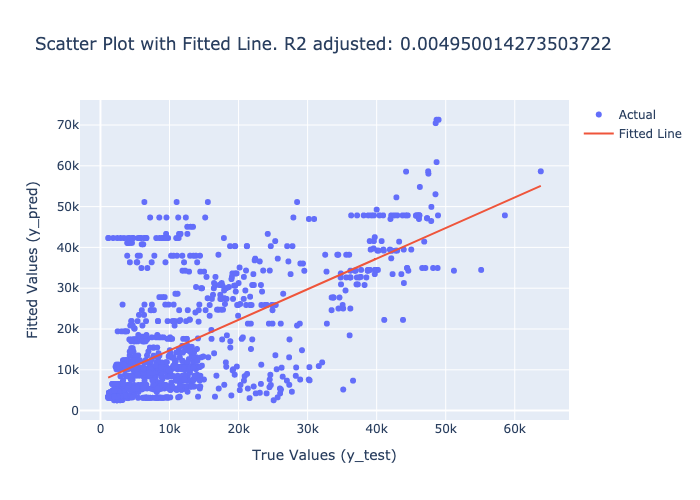 Scatter Plot with Fitted Line. R2 adjusted: 0.004950014273503722
Actual
Fitted Line
70k
60k
50k
40k
30k
20k
10k
0
Fitted Values (y_pred)
0
10k
20k
30k
40k
50k
60k
True Values (y_test)